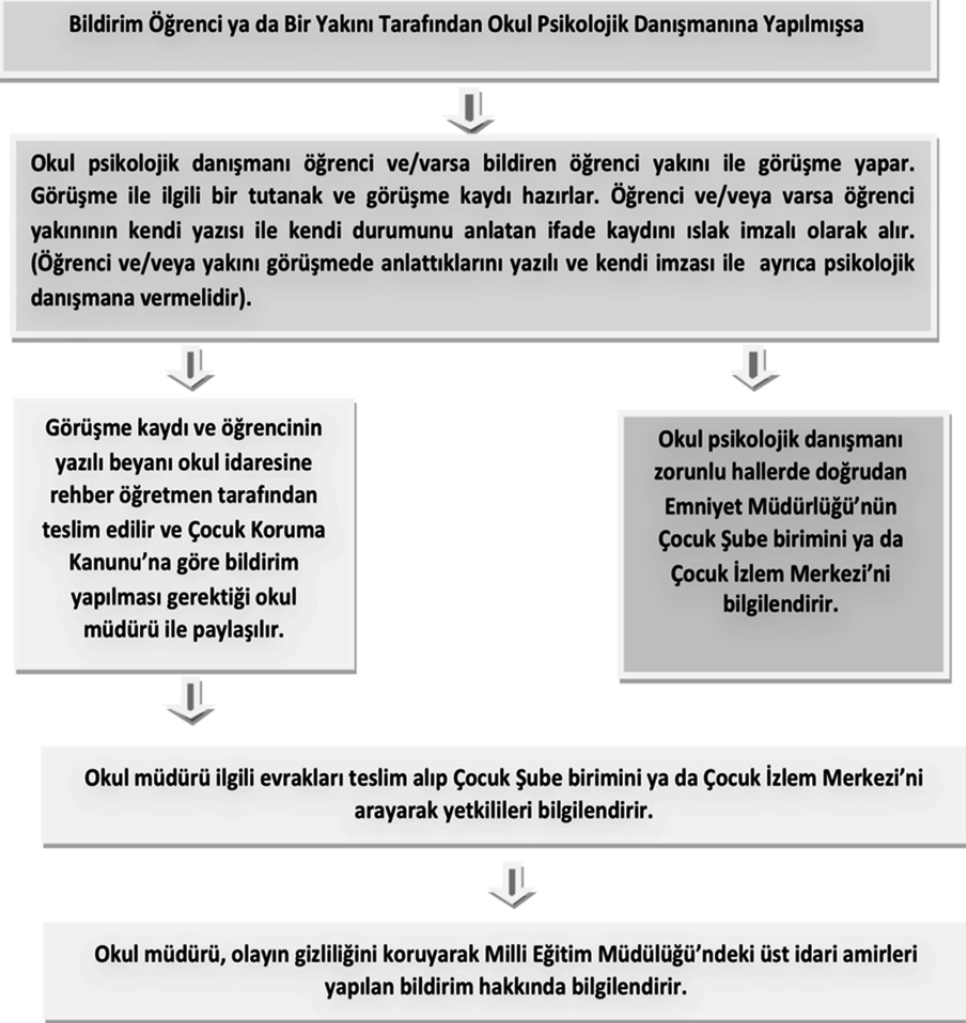 Bildirim Öğrenci ya da Bir Yakını Tarafından Okul Psikolojik Danışmanına Yapılmışsa
Okul psikolojik danışmanı öğrenci ve/varsa bildiren öğrenci yakını ile görüşme yapar.
Görüşme ile ilgili bir tutanak ve görüşme kaydı hazırlar. Öğrenci ve/veya varsa öğrenci
yakınının kendi yazısı ile kendi durumunu anlatan ifade kaydını ıslak imzalı olarak alır.
(Öğrenci ve/veya yakını görüşmede anlattıklarını yazılı ve kendi imzası ile ayrıca psikolojik
danışmana vermelidir).
Görüşme kaydı ve öğrencinin
yazılı beyanı okul idaresine
rehber öğretmen tarafından
teslim edilir ve Çocuk Koruma
Kanunu’na göre bildirim
yapılması gerektiği okul
müdürü ile paylaşılır.
Okul psikolojik danışmanı
zorunlu hallerde doğrudan
Emniyet Müdürlüğü’nün
Çocuk Şube birimini ya da
Çocuk İzlem Merkezi’ni
bilgilendirir.
Okul müdürü ilgili evrakları teslim alıp Çocuk Şube birimini ya da Çocuk İzlem Merkezi’ni
arayarak yetkilileri bilgilendirir.
Okul müdürü, olayın gizliliğini koruyarak Milli Eğitim Müdülüğü’ndeki üst idari amirleri
yapılan bildirim hakkında bilgilendirir.